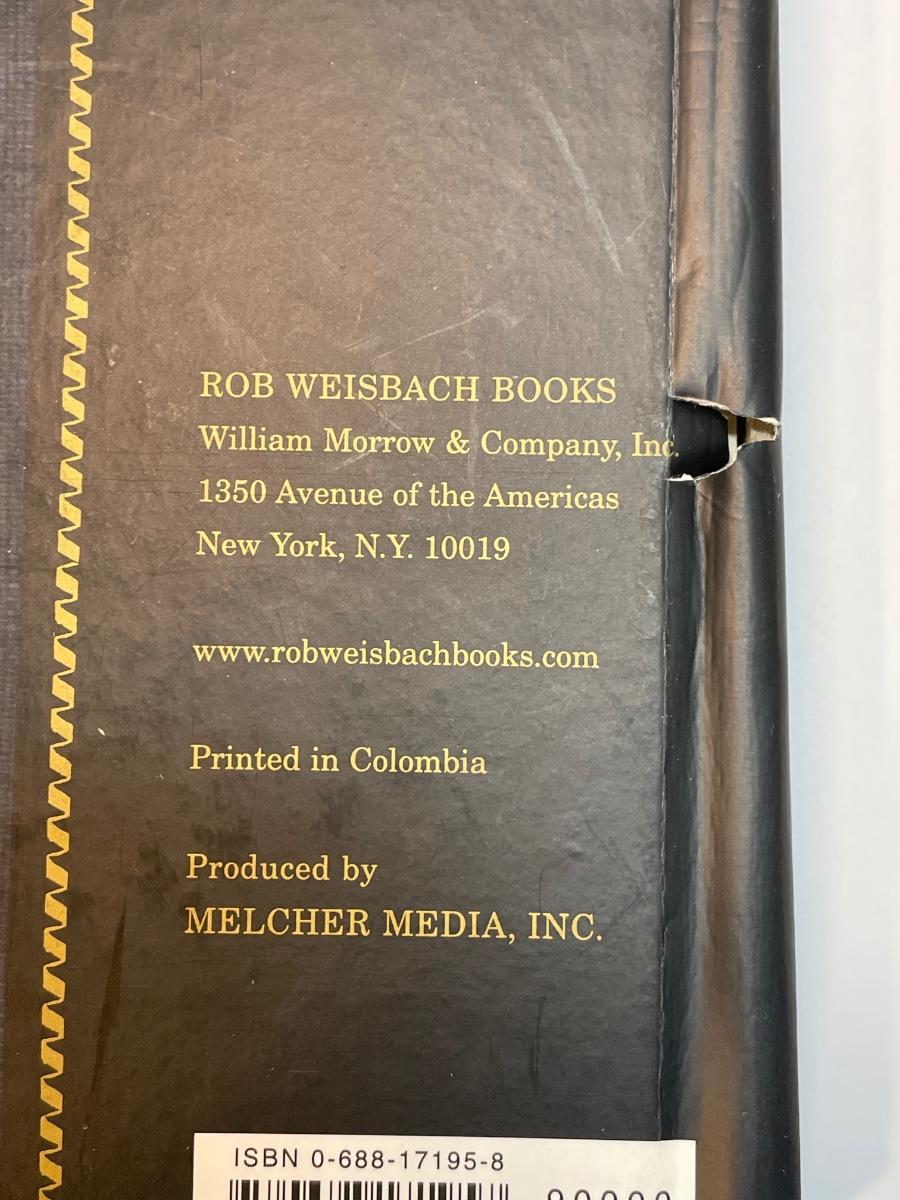 ROB WEISBACH BOOKS
William Morrow & Company, Inc.
1350 Avenue of the Americas
New York, N.Y. 10019
www.robweisbachbooks.com
Printed in Colombia
Produced by
MELCHER MEDIA, INC.
ISBN 0-688-17195-8
90000